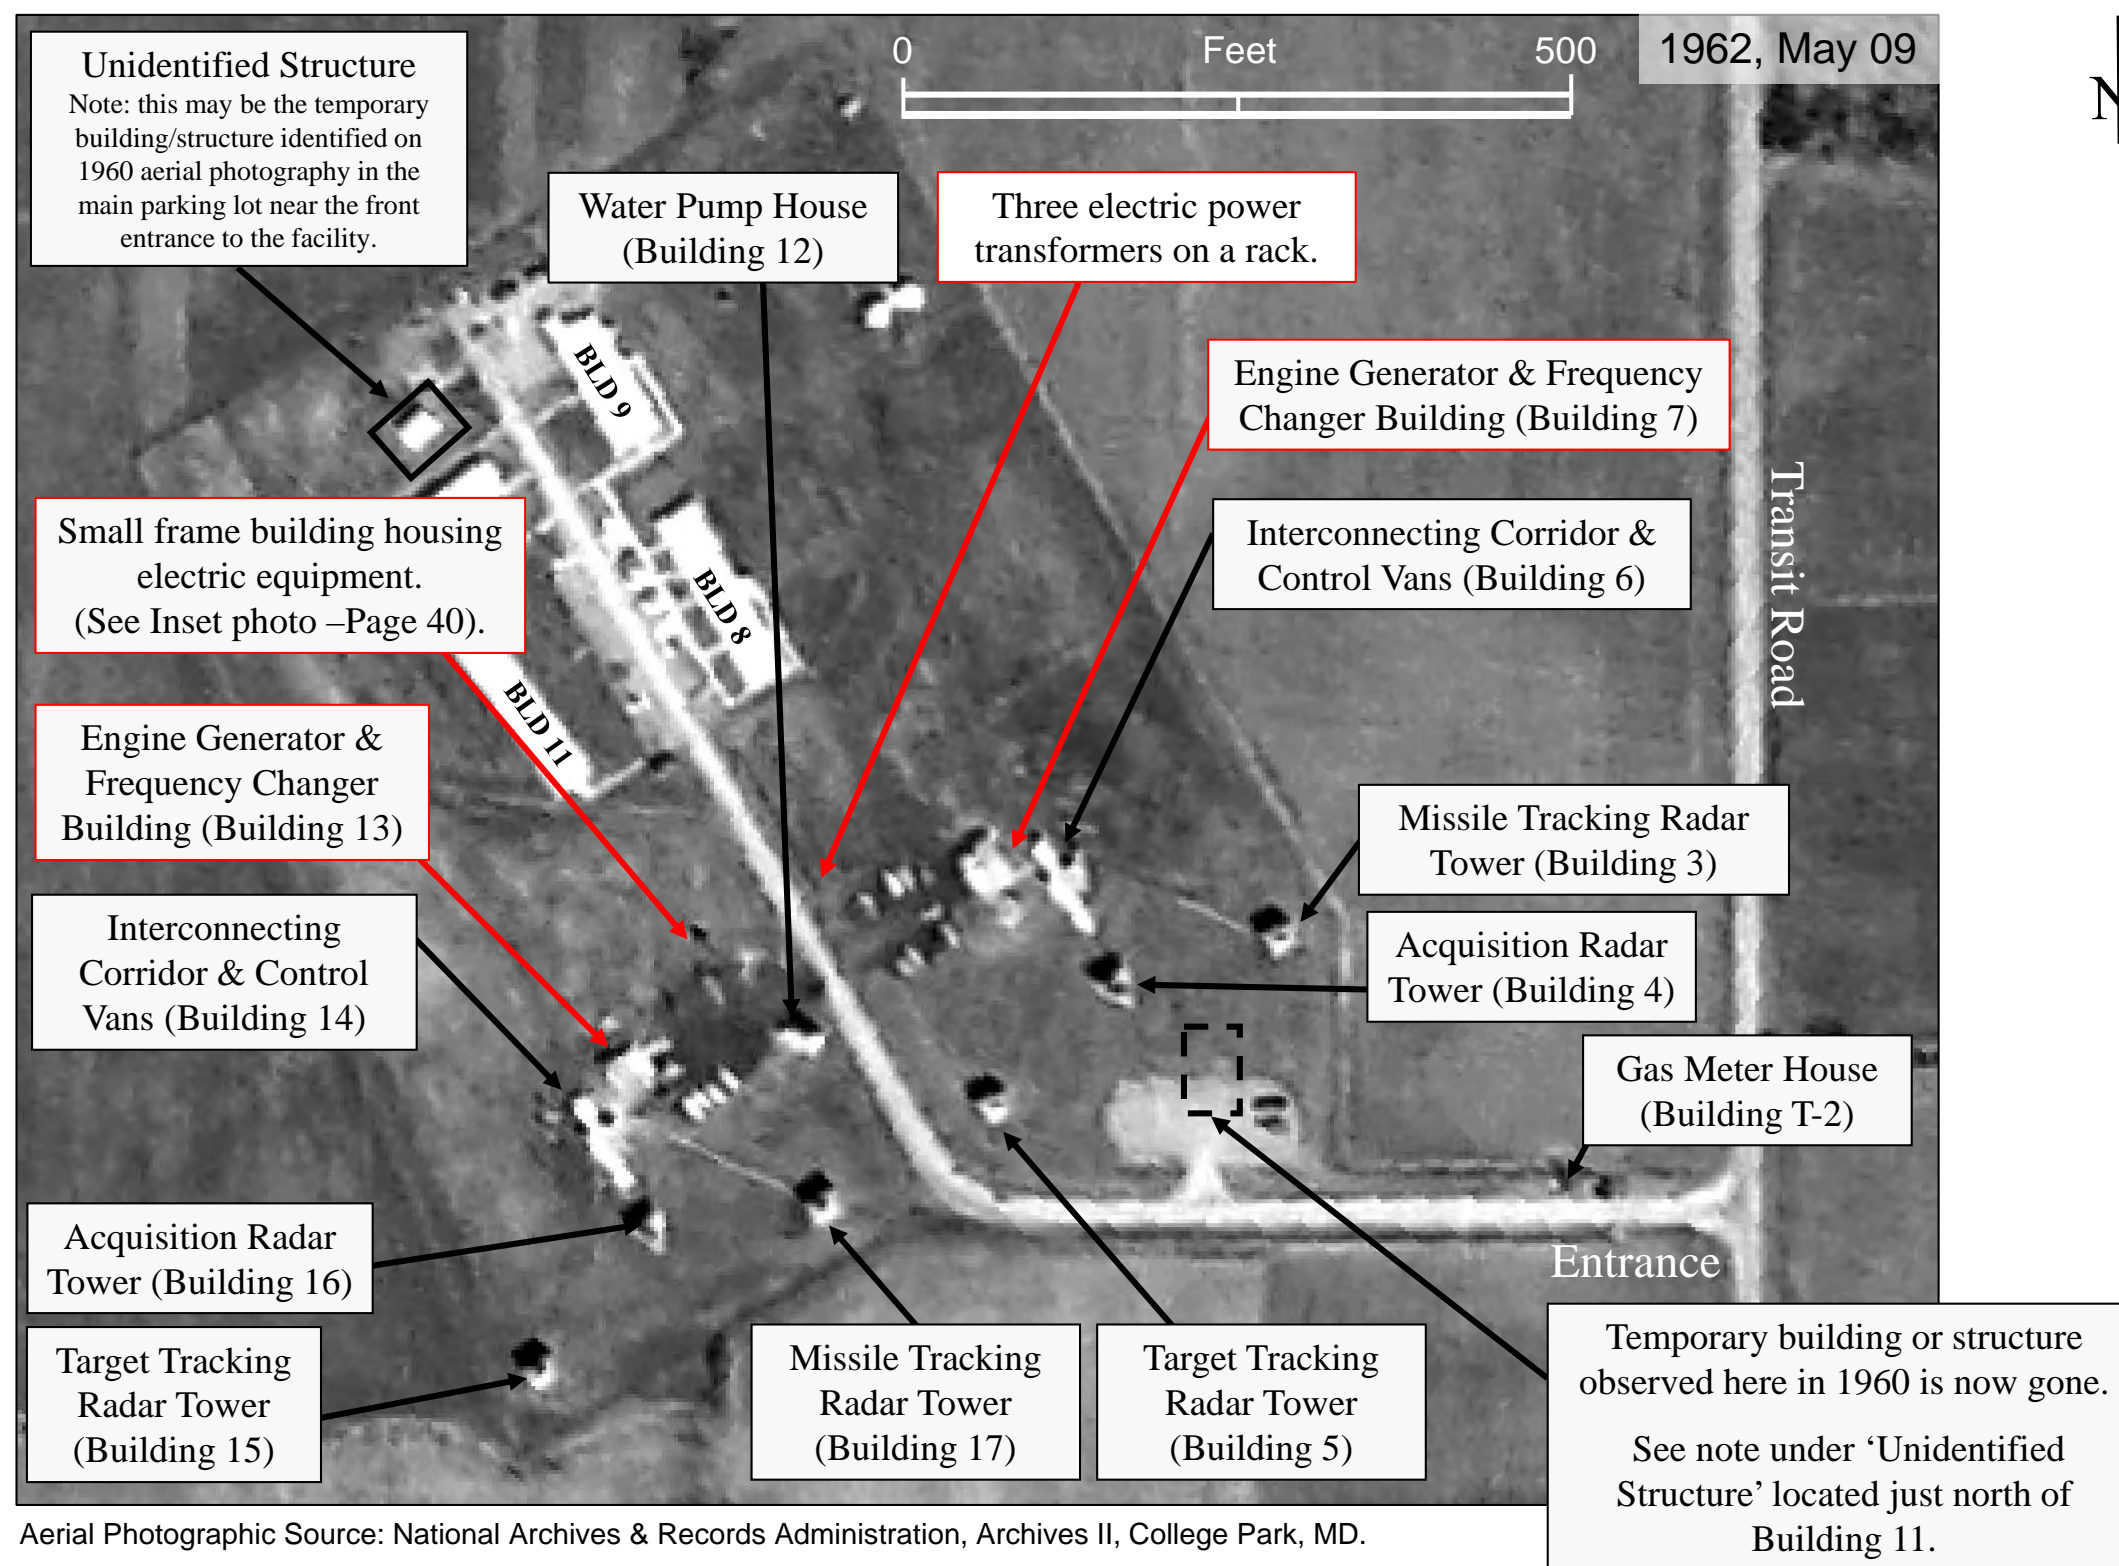 0 Feet 500
1962, May 09
N
Unidentified Structure
Note: this may be the temporary
building/structure identified on
1960 aerial photography in the
main parking lot near the front
entrance to the facility.
Water Pump House
(Building 12)
Three electric power
transformers on a rack.
Engine Generator & Frequency
Changer Building (Building 7)
BLD 9
Transit Road
Small frame building housing
electric equipment.
(See Inset photo –Page 40).
Interconnecting Corridor &
Control Vans (Building 6)
BLD 8
BLD 11
Engine Generator &
Frequency Changer
Building (Building 13)
Missile Tracking Radar
Tower (Building 3)
Interconnecting
Corridor & Control
Vans (Building 14)
Acquisition Radar
Tower (Building 4)
Gas Meter House
(Building T-2)
Acquisition Radar
Tower (Building 16)
Entrance
Target Tracking
Radar Tower
(Building 15)
Missile Tracking
Radar Tower
(Building 17)
Target Tracking
Radar Tower
(Building 5)
Temporary building or structure
observed here in 1960 is now gone.
See note under ‘Unidentified
Structure’ located just north of
Building 11.
Aerial Photographic Source: National Archives & Records Administration, Archives II, College Park, MD.